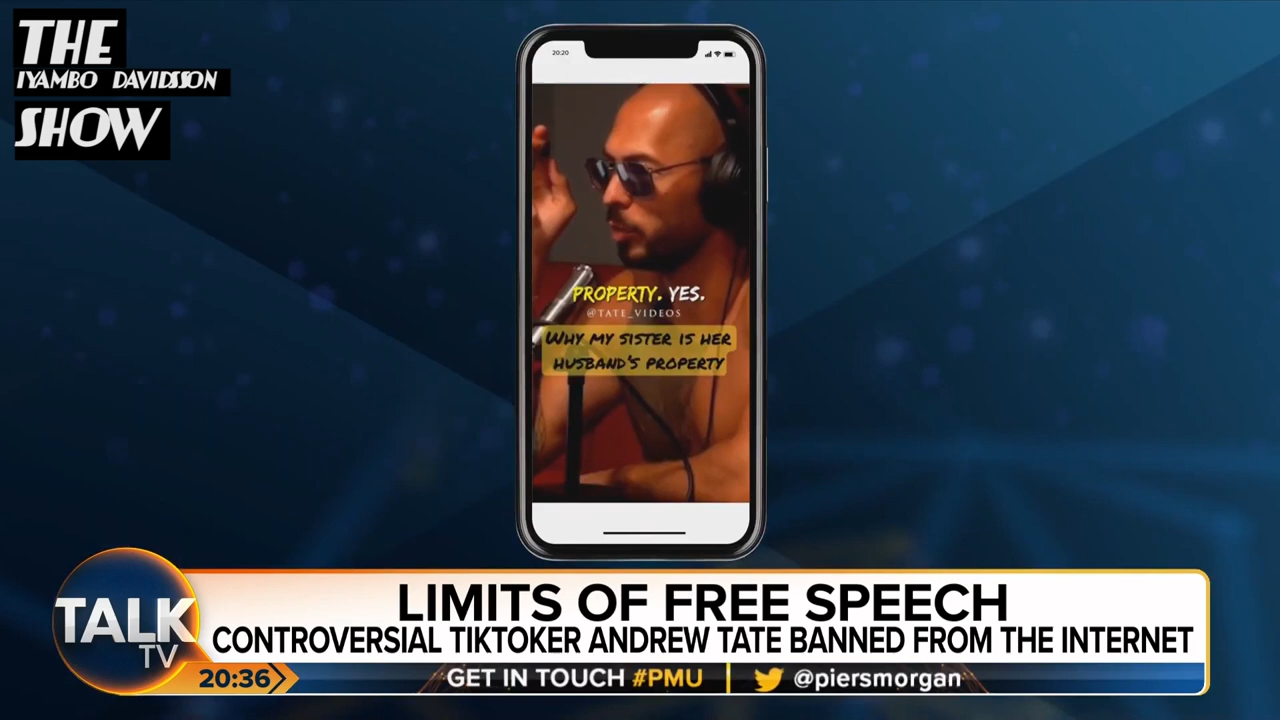 THE
IYAMBO DAVIDSSON
SHOW
20:20
PROPERTY. YES.
@TATE_VIDEOS
WHY MY SISTER IS HER
HUSBAND'S PROPERTY
TALK
TV
LIMITS OF FREE SPEECH
CONTROVERSIAL TIKTOKER ANDREW TATE BANNED FROM THE INTERNET
20:36
GET IN TOUCH #PMU
@piersmorgan